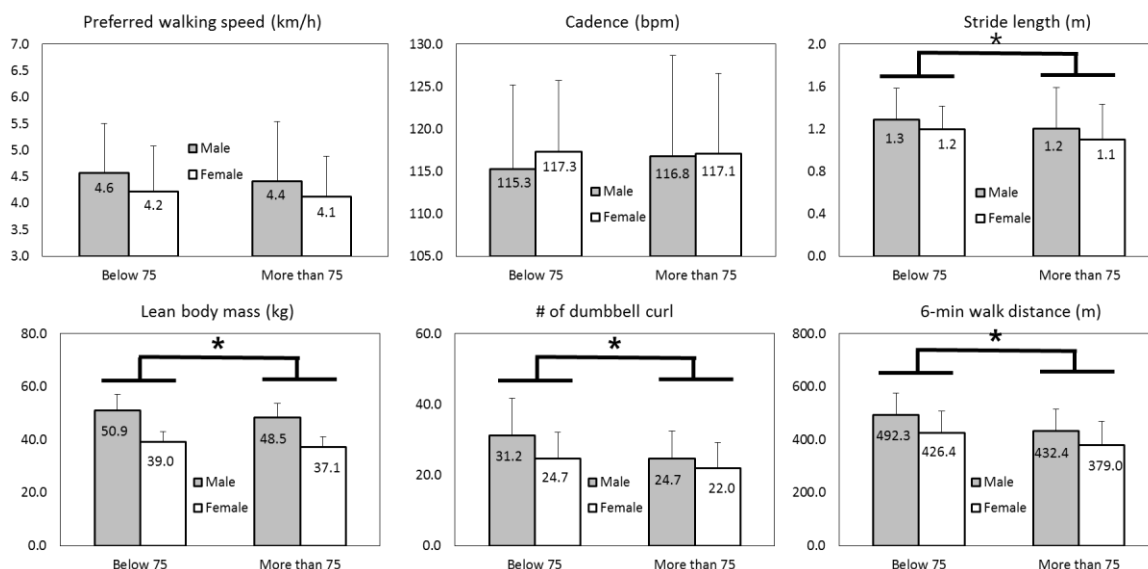 Preferred walking speed (km/h)
7.0
6.5
6.0
5.5
5.0
4.5
4.0
3.5
3.0
4.6
4.2
4.4
4.1
Male
Female
Below 75
More than 75
Cadence (bpm)
130.0
125.0
120.0
115.0
110.0
105.0
115.3
117.3
116.8
117.1
Male
Female
Below 75
More than 75
Stride length (m)
2.0
1.6
1.2
0.8
0.4
0.0
*
1.3
1.2
1.2
1.1
Male
Female
Below 75
More than 75
Lean body mass (kg)
80.0
60.0
40.0
20.0
0.0
*
50.9
39.0
48.5
37.1
Male
Female
Below 75
More than 75
# of dumbbell curl
60.0
40.0
20.0
0.0
*
31.2
24.7
24.7
22.0
Male
Female
Below 75
More than 75
6-min walk distance (m)
800.0
600.0
400.0
200.0
0.0
*
492.3
426.4
432.4
379.0
Male
Female
Below 75
More than 75